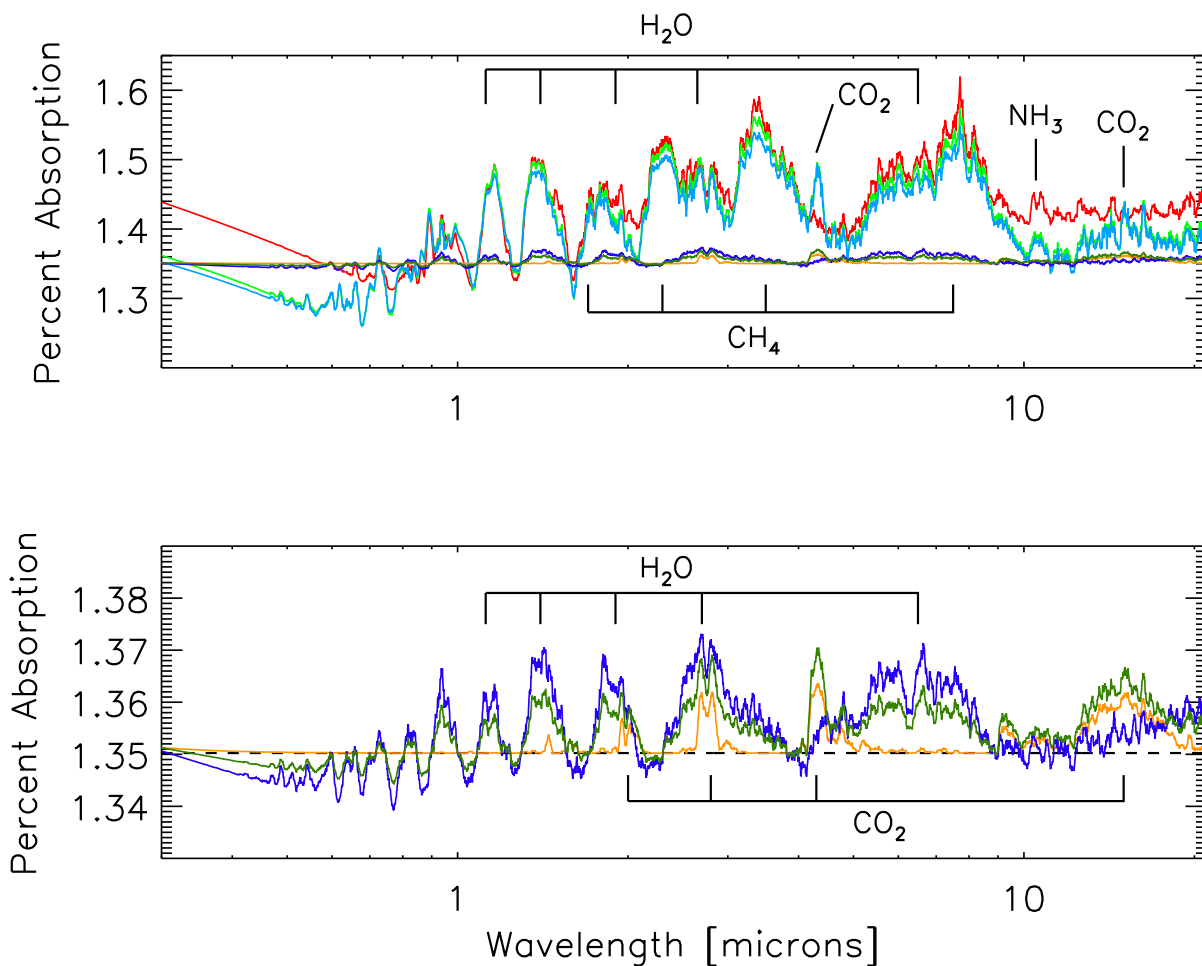 H₂O
CO₂
NH₃
CO₂
1.6
1.5
1.4
1.3
Percent Absorption
CH₄
1
10
H₂O
1.38
1.37
1.36
1.35
1.34
Percent Absorption
CO₂
1
10
Wavelength [microns]